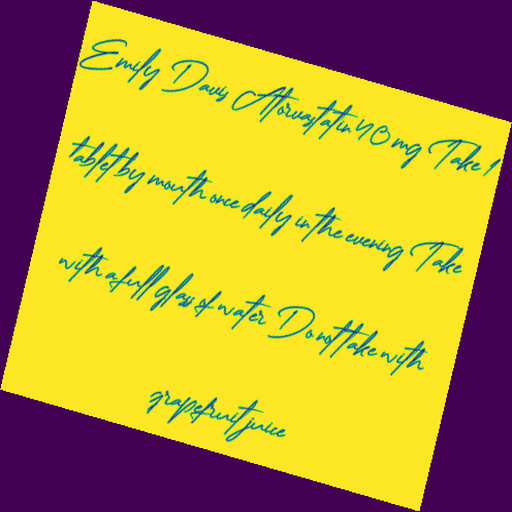 Emily Davis Atorvastatin 40 mg Take 1
tablet by mouth once daily in the evening Take
with a full glass of water Do not take with
grapefruit juice